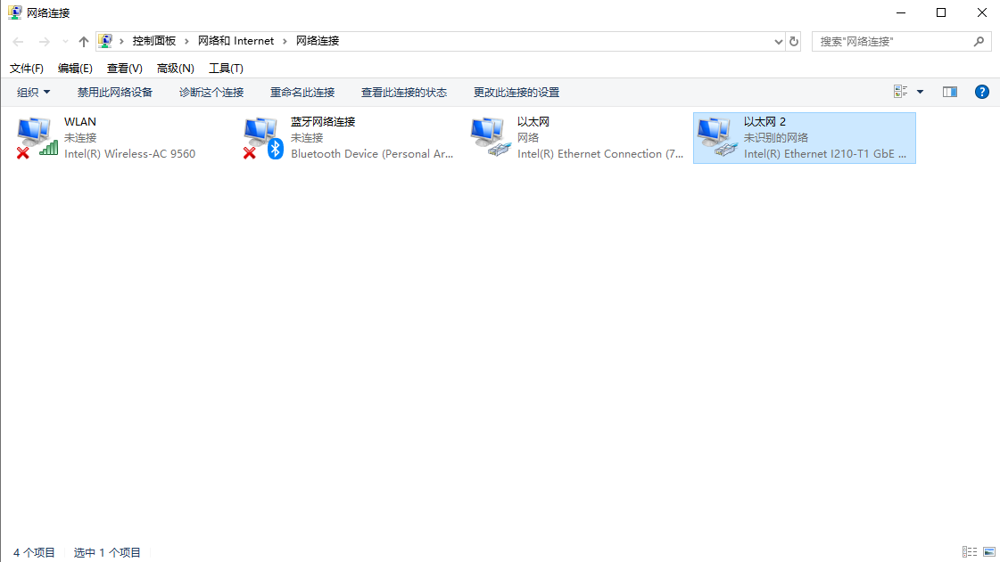 网络连接
控制面板 › 网络和 Internet › 网络连接
搜索"网络连接"
文件(F) 编辑(E) 查看(V) 高级(N) 工具(T)
组织 禁用此网络设备 诊断这个连接 重命名此连接 查看此连接的状态 更改此连接的设置
WLAN
未连接
Intel(R) Wireless-AC 9560
蓝牙网络连接
未连接
Bluetooth Device (Personal Ar...
以太网
网络
Intel(R) Ethernet Connection (7...
以太网 2
未识别的网络
Intel(R) Ethernet I210-T1 GbE ...
4 个项目 选中 1 个项目